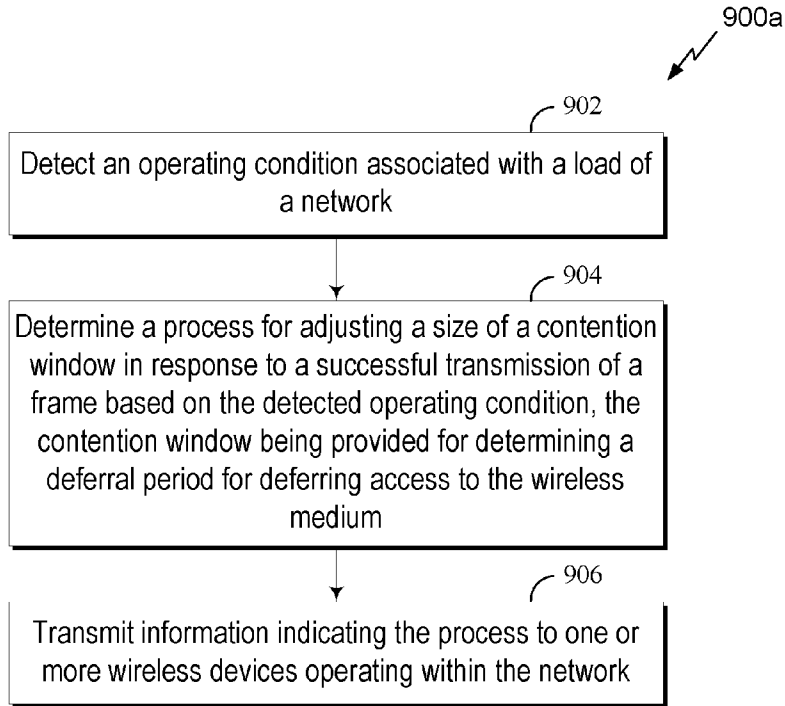 900a
902
Detect an operating condition associated with a load of
a network
904
Determine a process for adjusting a size of a contention
window in response to a successful transmission of a
frame based on the detected operating condition, the
contention window being provided for determining a
deferral period for deferring access to the wireless
medium
906
Transmit information indicating the process to one or
more wireless devices operating within the network